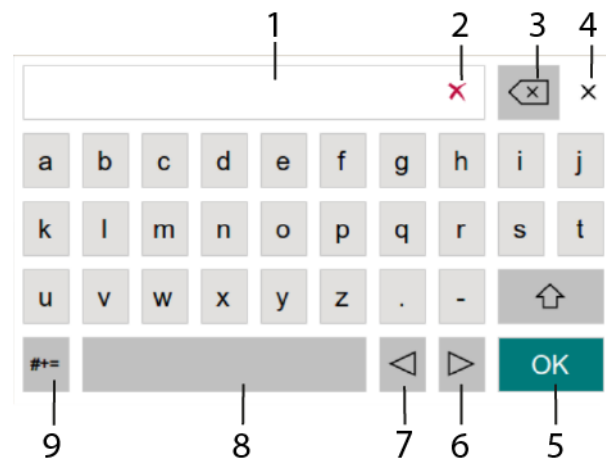 1 2 3 4
a b c d e f g h i j
k l m n o p q r s t
u v w x y z . -
#+= OK
9 8 7 6 5